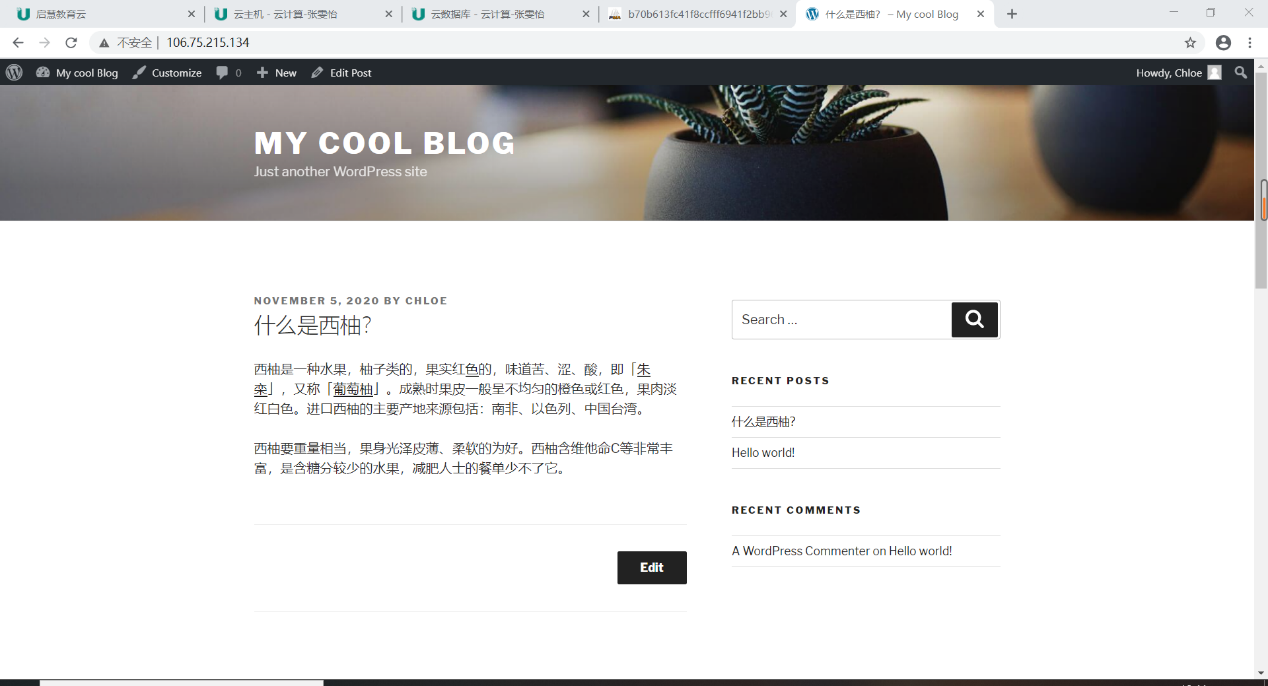 启慧教育云
云主机 - 云计算-张雯怡
云数据库 - 云计算-张雯怡
b70b613fc41f8ccfff6941f2bb9
什么是西柚? – My cool Blog
不安全 | 106.75.215.134
My cool Blog Customize 0 New Edit Post Howdy, Chloe
MY COOL BLOG
Just another WordPress site
NOVEMBER 5, 2020 BY CHLOE
什么是西柚?
西柚是一种水果，柚子类的，果实红色的，味道苦、涩、酸，即「朱
栾」，又称「葡萄柚」。成熟时果皮一般呈不均匀的橙色或红色，果肉淡
红白色。进口西柚的主要产地来源包括：南非、以色列、中国台湾。
西柚要重量相当，果身光泽皮薄、柔软的为好。西柚含维他命C等非常丰
富，是含糖分较少的水果，减肥人士的餐单少不了它。
Edit
Search ...
RECENT POSTS
什么是西柚?
Hello world!
RECENT COMMENTS
A WordPress Commenter on Hello world!